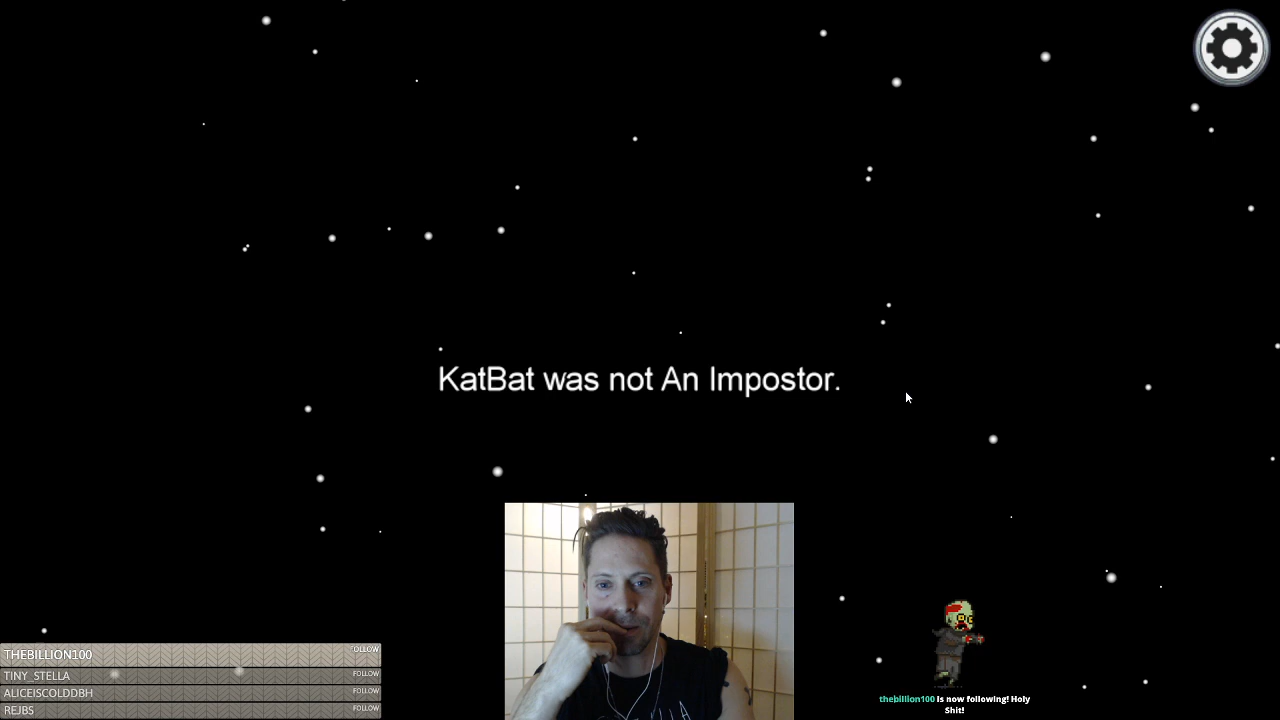 KatBat was not An Impostor.
THEBILLION100 FOLLOW
TINY_STELLA FOLLOW
ALICEISCOLDDBH FOLLOW
REJBS FOLLOW
thebillion100 is now following! Holy
Shit!